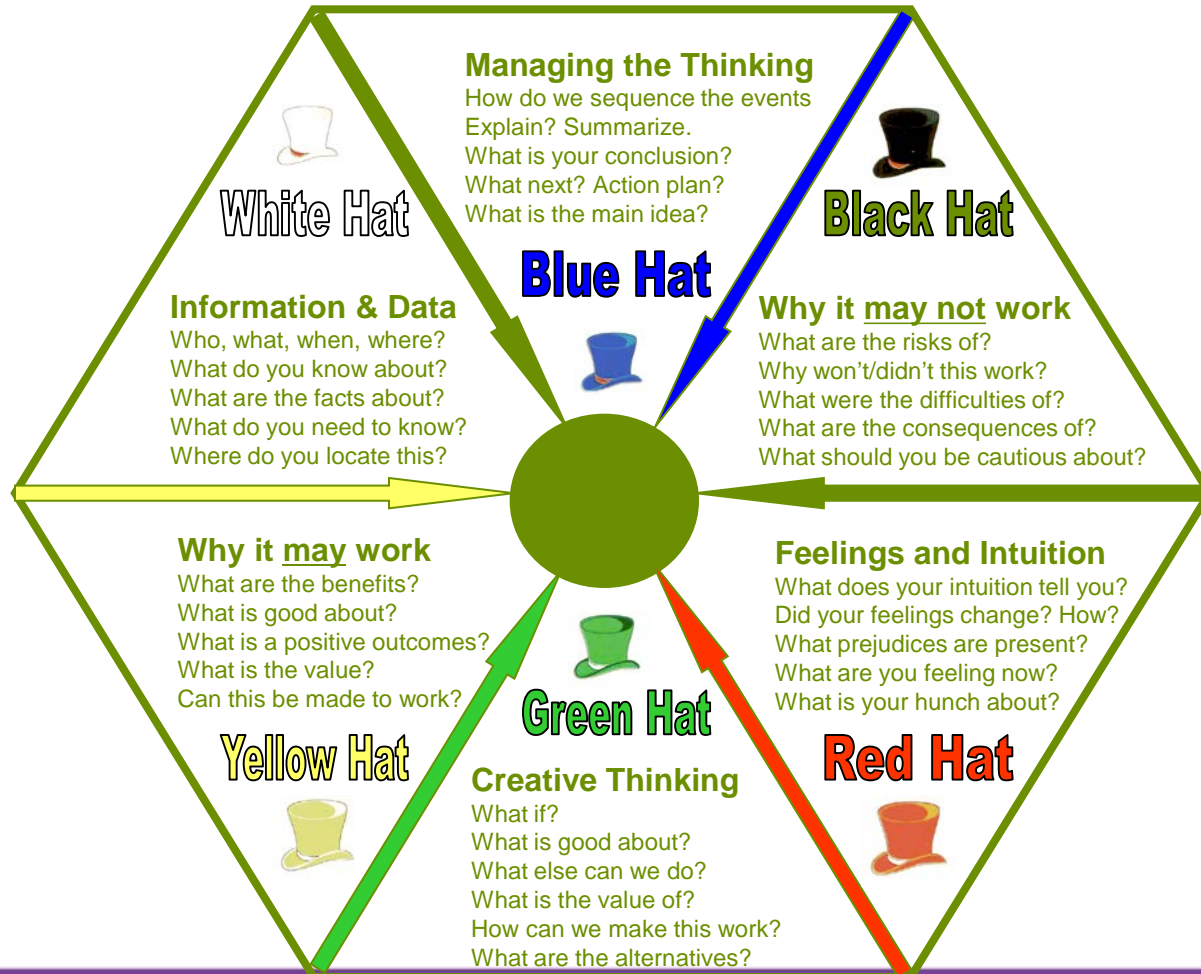 Managing the Thinking
How do we sequence the events
Explain? Summarize.
What is your conclusion?
What next? Action plan?
What is the main idea?
Blue Hat
White Hat
Information & Data
Who, what, when, where?
What do you know about?
What are the facts about?
What do you need to know?
Where do you locate this?
Black Hat
Why it may not work
What are the risks of?
Why won’t/didn’t this work?
What were the difficulties of?
What are the consequences of?
What should you be cautious about?
Why it may work
What are the benefits?
What is good about?
What is a positive outcomes?
What is the value?
Can this be made to work?
Yellow Hat
Green Hat
Creative Thinking
What if?
What is good about?
What else can we do?
What is the value of?
How can we make this work?
What are the alternatives?
Feelings and Intuition
What does your intuition tell you?
Did your feelings change? How?
What prejudices are present?
What are you feeling now?
What is your hunch about?
Red Hat